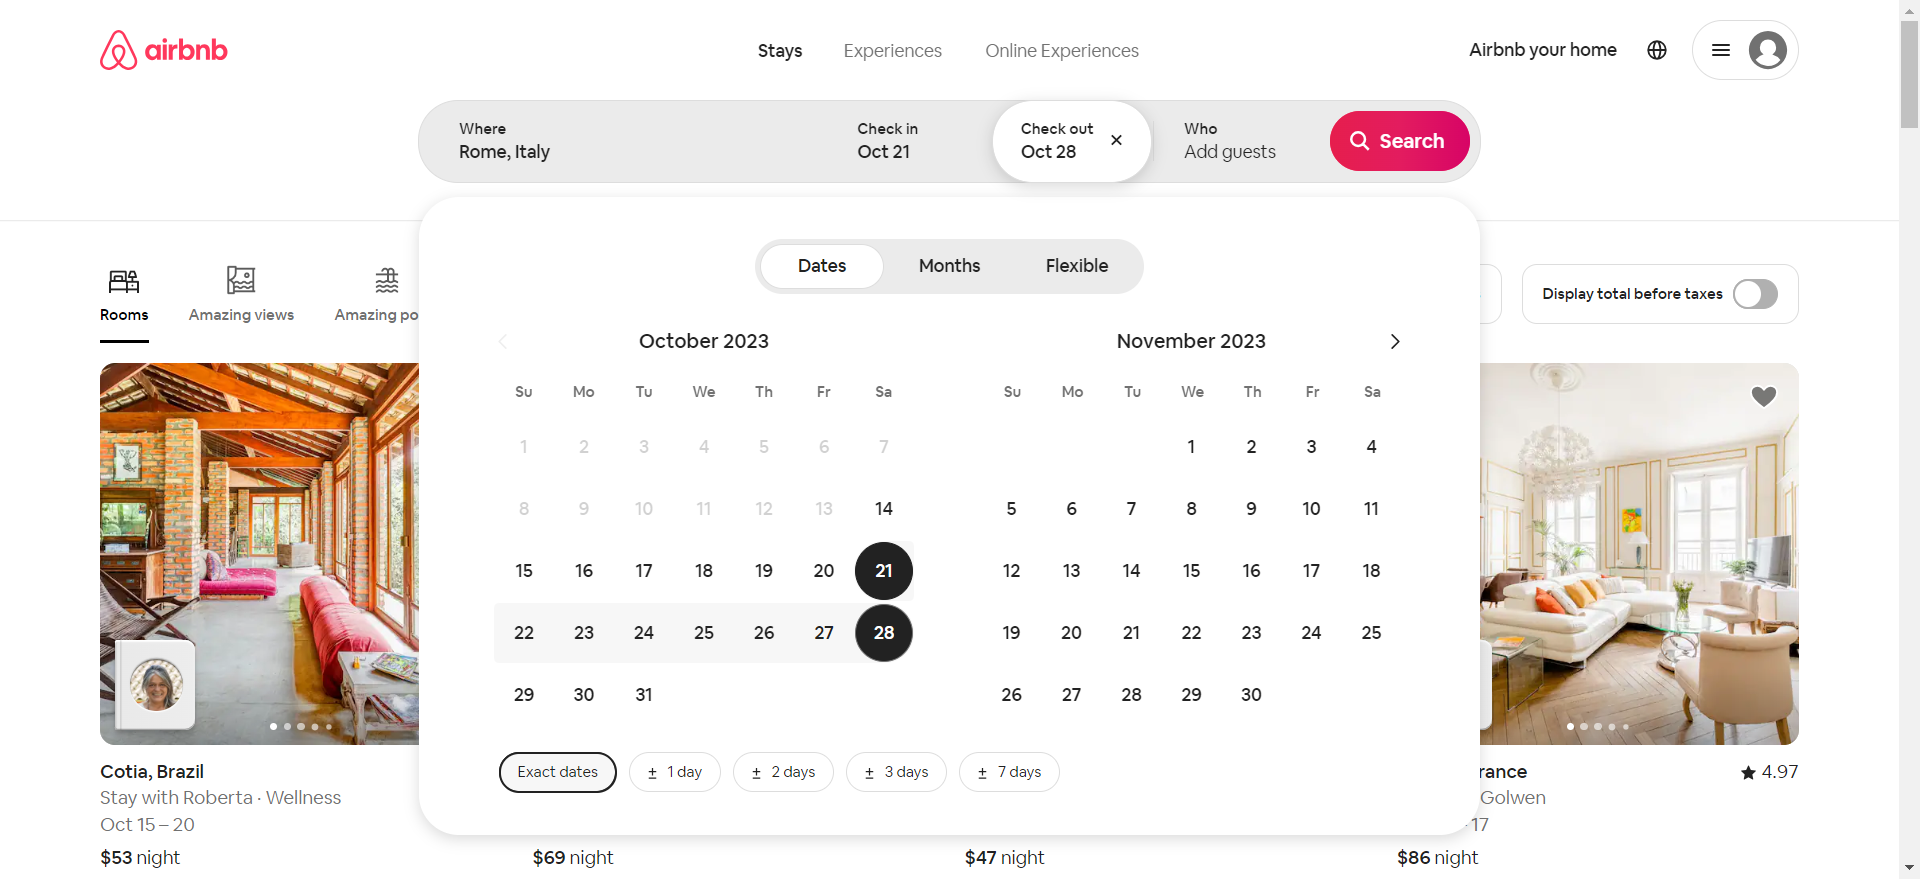 airbnb
Stays Experiences Online Experiences
Airbnb your home
Where
Rome, Italy
Check in
Oct 21
Check out
Oct 28
Who
Add guests
Search
Dates Months Flexible
Rooms Amazing views Amazing po
Display total before taxes
October 2023
Su Mo Tu We Th Fr Sa
1 2 3 4 5 6 7
8 9 10 11 12 13 14
15 16 17 18 19 20 21
22 23 24 25 26 27 28
29 30 31
November 2023
Su Mo Tu We Th Fr Sa
1 2 3 4
5 6 7 8 9 10 11
12 13 14 15 16 17 18
19 20 21 22 23 24 25
26 27 28 29 30
Exact dates ± 1 day ± 2 days ± 3 days ± 7 days
Cotia, Brazil
Stay with Roberta · Wellness
Oct 15 – 20
$53 night
$69 night
$47 night
rance
4.97
Golwen
17
$86 night